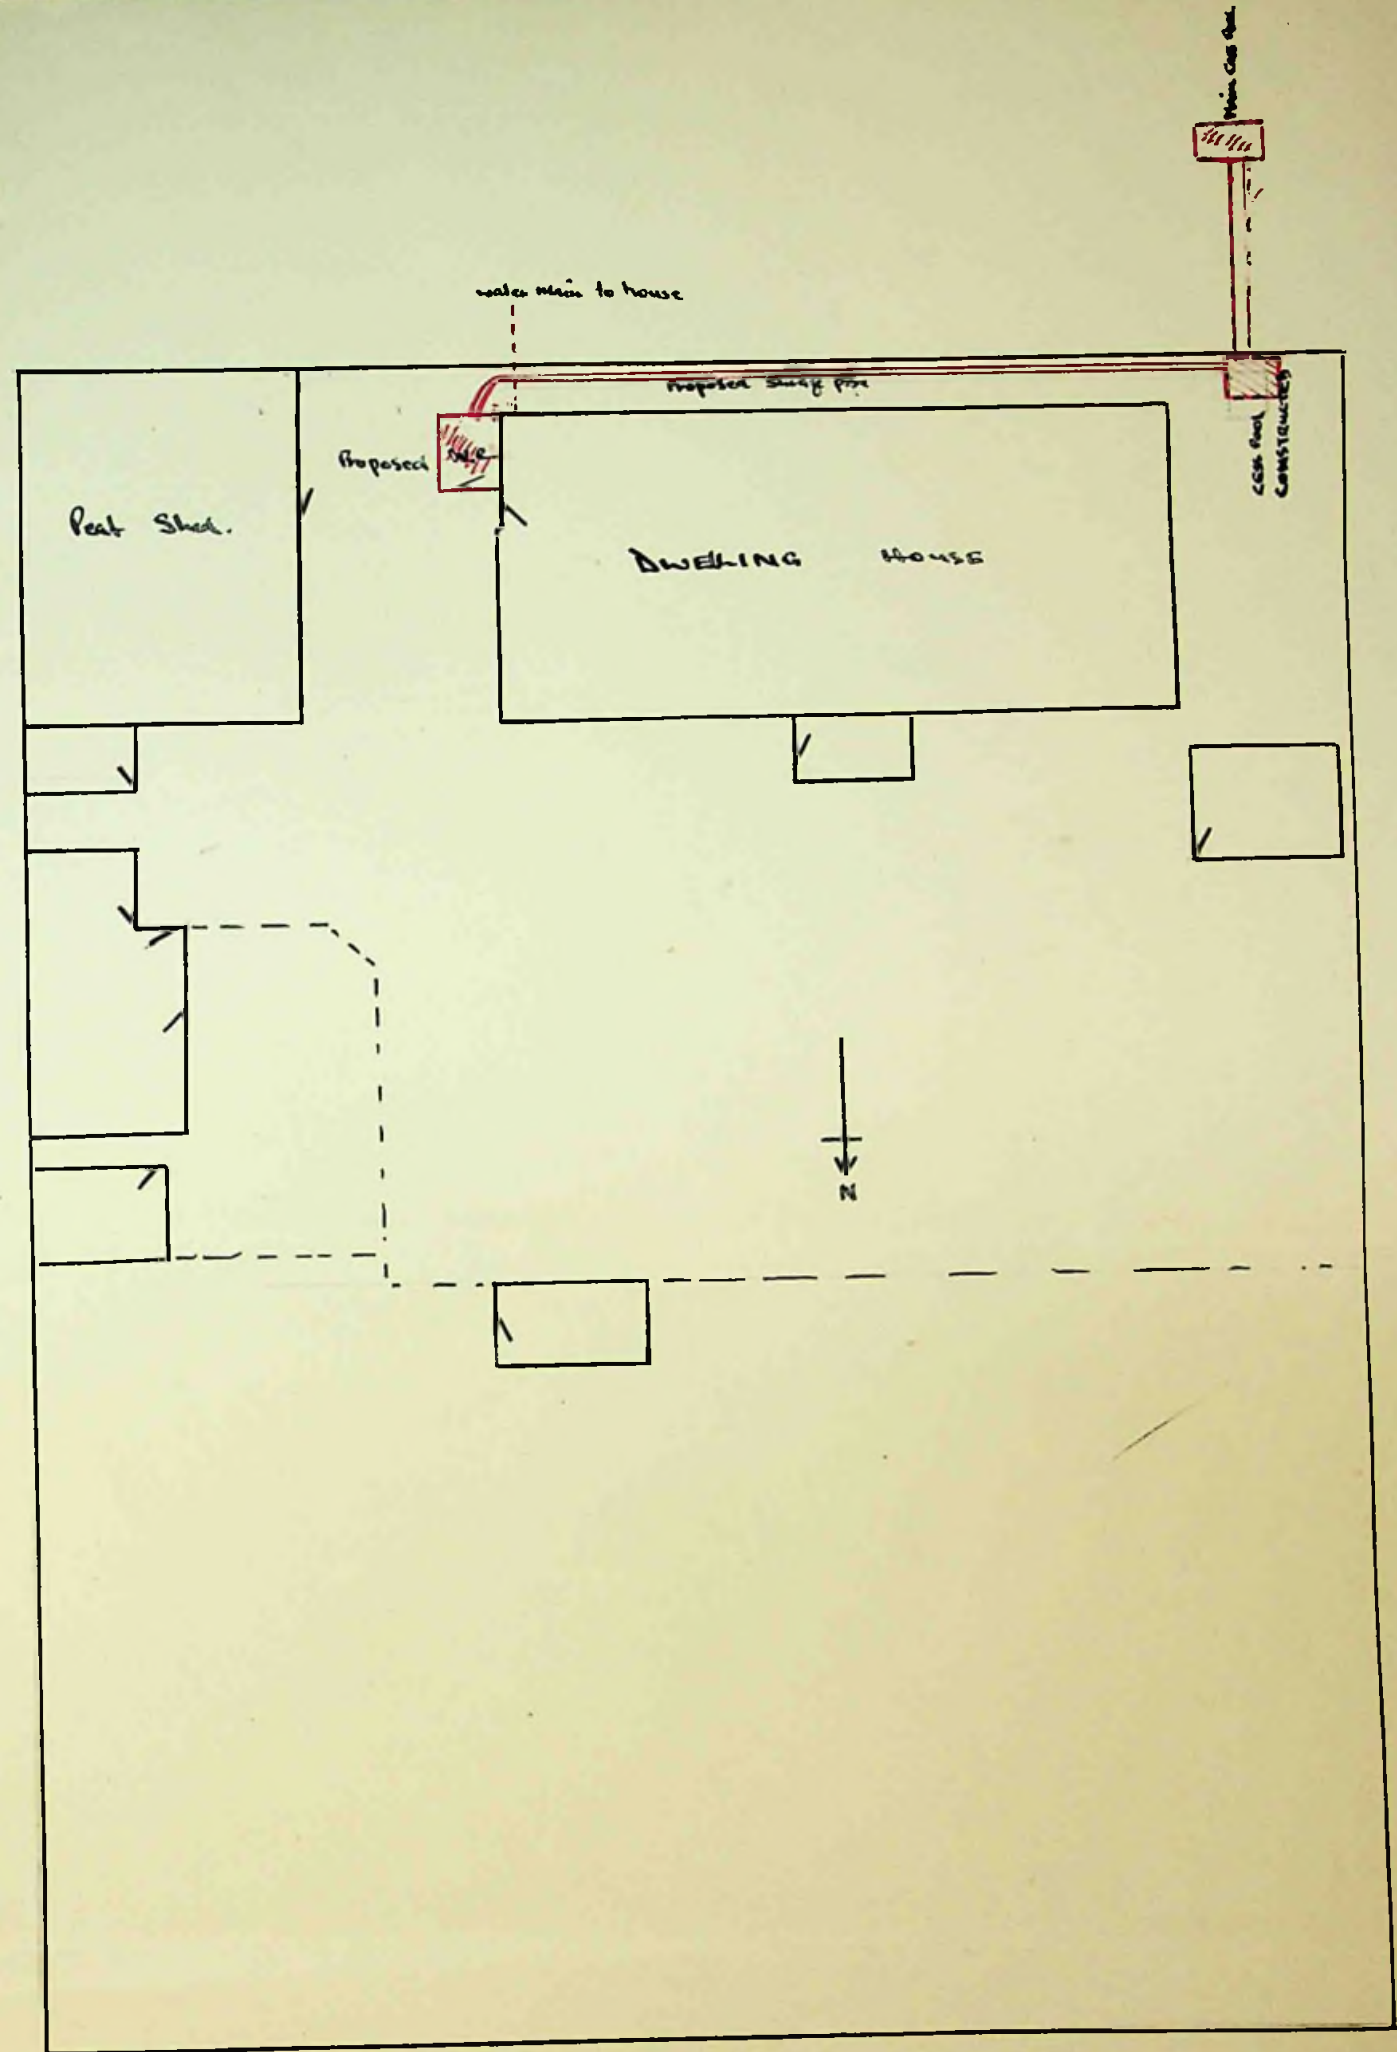 Main Cess Pool
water main to house
Proposed Sewage pipe
Proposed W.C
CESS POOL
CONSTRUCTED
Peat Shed.
DWELLING HOUSE
N